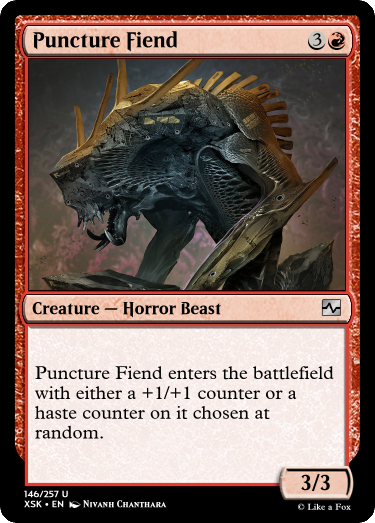 Puncture Fiend 3
Creature — Horror Beast
Puncture Fiend enters the battlefield
with either a +1/+1 counter or a
haste counter on it chosen at
random.
3/3
146/257 U
XSK • EN Nivanh Chanthara
© Like a Fox